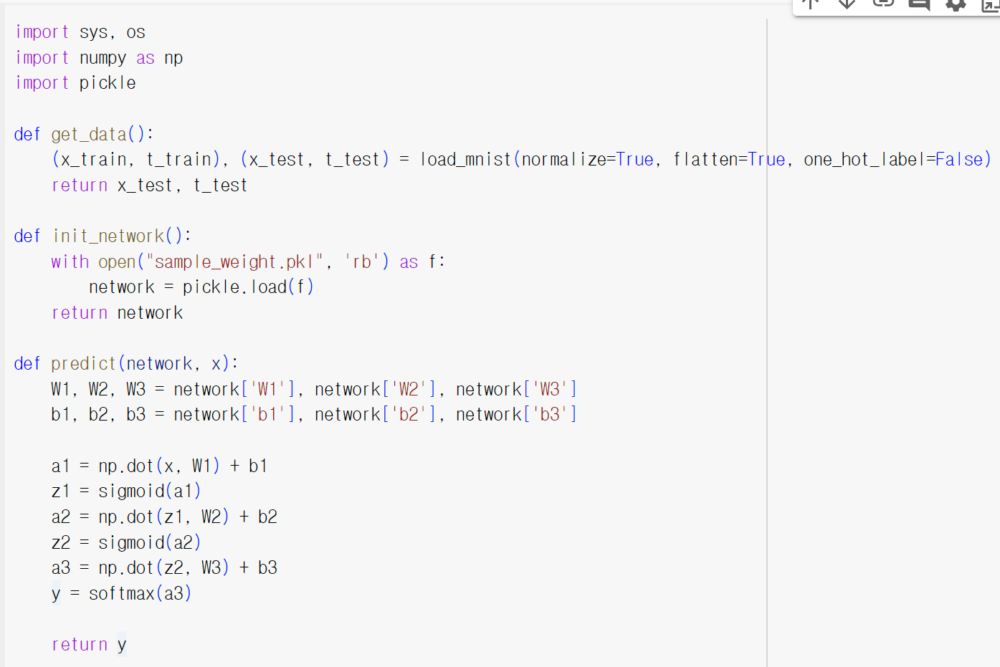 import sys, os
import numpy as np
import pickle
def get_data():
    (x_train, t_train), (x_test, t_test) = load_mnist(normalize=True, flatten=True, one_hot_label=False)
    return x_test, t_test
def init_network():
    with open("sample_weight.pkl", 'rb') as f:
        network = pickle.load(f)
    return network
def predict(network, x):
    W1, W2, W3 = network['W1'], network['W2'], network['W3']
    b1, b2, b3 = network['b1'], network['b2'], network['b3']
    a1 = np.dot(x, W1) + b1
    z1 = sigmoid(a1)
    a2 = np.dot(z1, W2) + b2
    z2 = sigmoid(a2)
    a3 = np.dot(z2, W3) + b3
    y = softmax(a3)
    return y